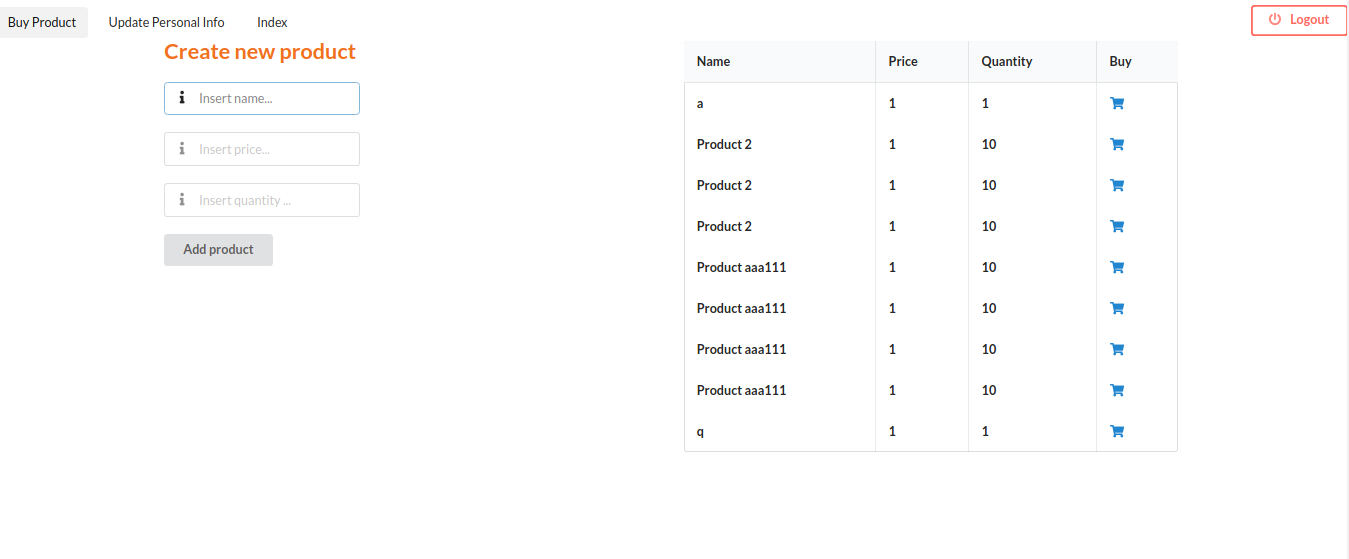 Buy Product Update Personal Info Index Logout
Create new product
Insert name...
Insert price...
Insert quantity ...
Add product
Name Price Quantity Buy
a 1 1
Product 2 1 10
Product 2 1 10
Product 2 1 10
Product aaa111 1 10
Product aaa111 1 10
Product aaa111 1 10
Product aaa111 1 10
q 1 1